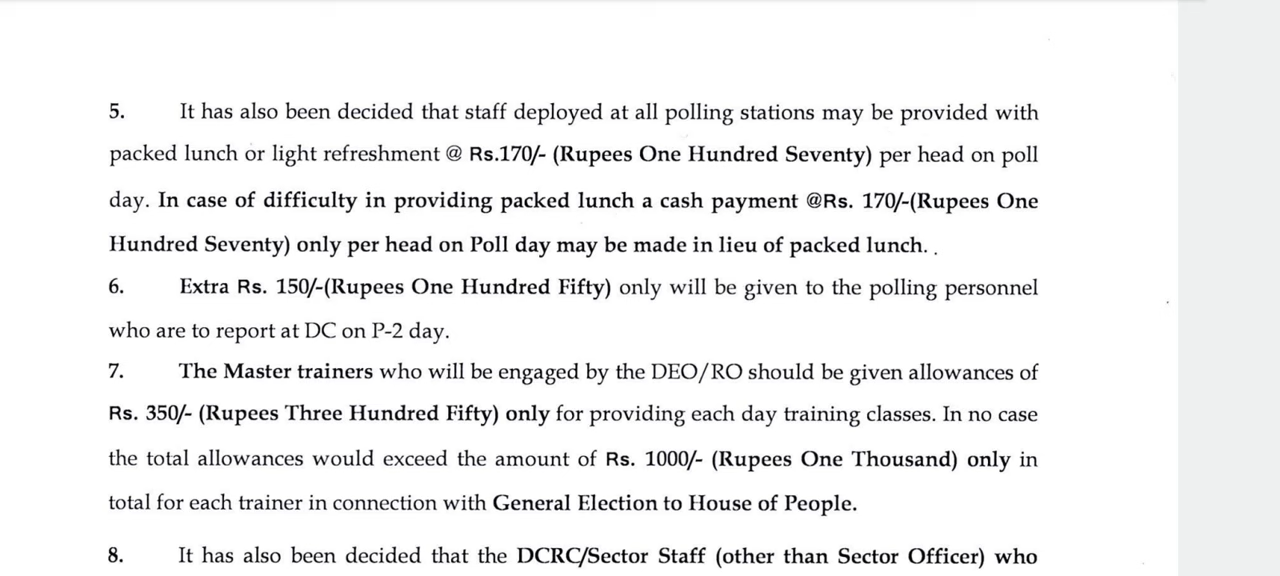 5. It has also been decided that staff deployed at all polling stations may be provided with
packed lunch or light refreshment @ Rs.170/- (Rupees One Hundred Seventy) per head on poll
day. In case of difficulty in providing packed lunch a cash payment @Rs. 170/-(Rupees One
Hundred Seventy) only per head on Poll day may be made in lieu of packed lunch. .
6. Extra Rs. 150/-(Rupees One Hundred Fifty) only will be given to the polling personnel
who are to report at DC on P-2 day.
7. The Master trainers who will be engaged by the DEO/RO should be given allowances of
Rs. 350/- (Rupees Three Hundred Fifty) only for providing each day training classes. In no case
the total allowances would exceed the amount of Rs. 1000/- (Rupees One Thousand) only in
total for each trainer in connection with General Election to House of People.
8. It has also been decided that the DCRC/Sector Staff (other than Sector Officer) who